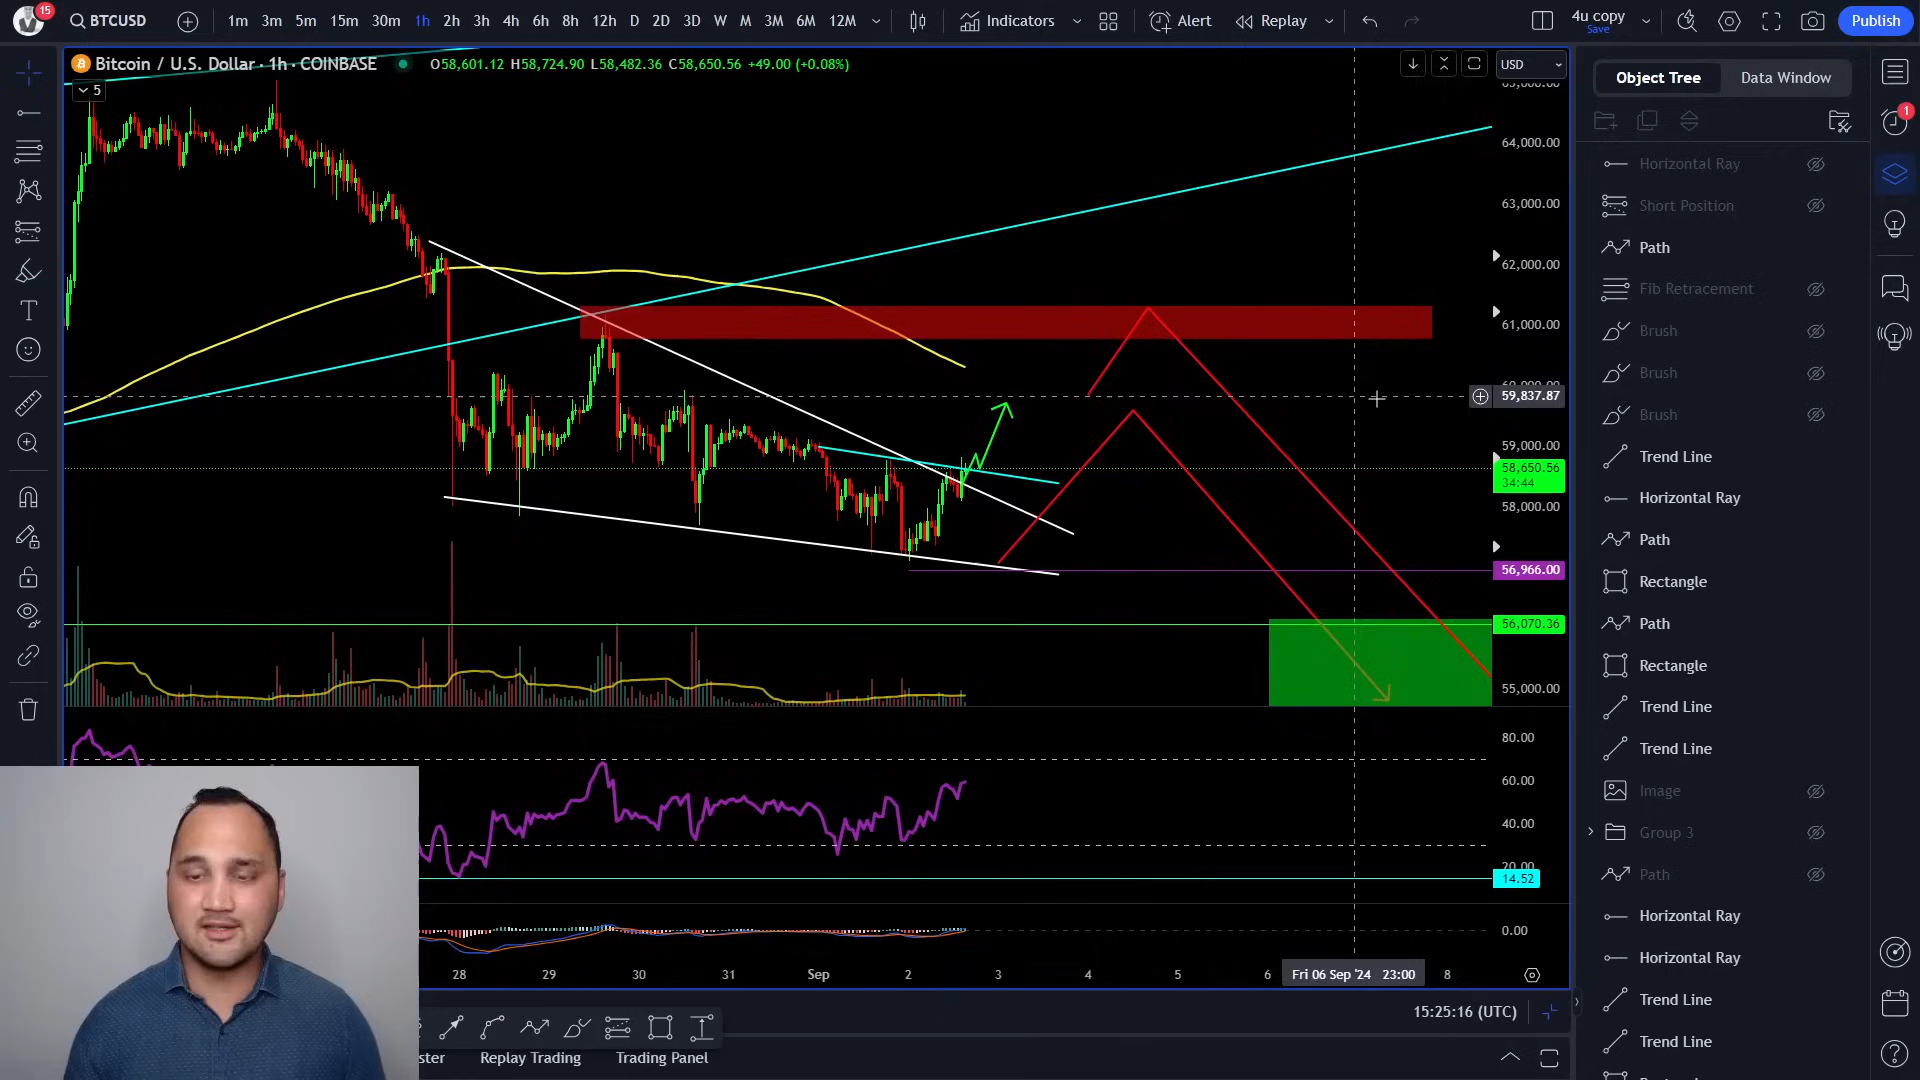 15
BTCUSD
1m 3m 5m 15m 30m 1h 2h 3h 4h 6h 8h 12h D 2D 3D W M 3M 6M 12M
Indicators
Alert
Replay
4u copy
Save
Publish
Bitcoin / U.S. Dollar · 1h · COINBASE
O58,601.12 H58,724.90 L58,482.36 C58,650.56 +49.00 (+0.08%)
5
USD
64,000.00
63,000.00
62,000.00
61,000.00
59,837.87
59,000.00
58,650.56
34:44
58,000.00
56,966.00
56,070.36
55,000.00
80.00
60.00
40.00
20.00
14.52
0.00
28 29 30 31 Sep 2 3 4 5 6 Fri 06 Sep '24 23:00 8
15:25:16 (UTC)
ster
Replay Trading
Trading Panel
Object Tree
Data Window
1
Horizontal Ray
Short Position
Path
Fib Retracement
Brush
Brush
Brush
Trend Line
Horizontal Ray
Path
Rectangle
Path
Rectangle
Trend Line
Trend Line
Image
Group 3
Path
Horizontal Ray
Horizontal Ray
Trend Line
Trend Line